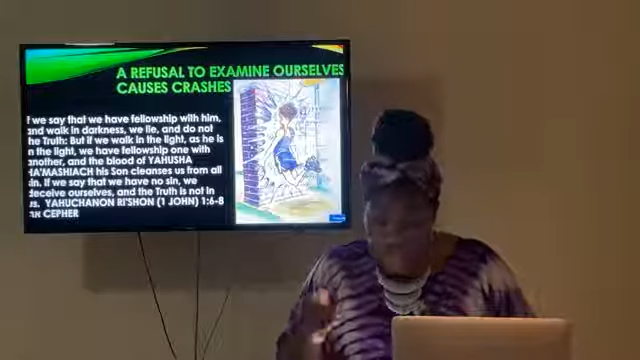 A REFUSAL TO EXAMINE OURSELVES
CAUSES CRASHES
f we say that we have fellowship with him,
and walk in darkness, we lie, and do not
he Truth: But if we walk in the light, as he is
n the light, we have fellowship one with
another, and the blood of YAHUSHA
HA'MASHIACH his Son cleanses us from all
in. If we say that we have no sin, we
deceive ourselves, and the Truth is not in
us. YAHUCHANON RI'SHON (1 JOHN) 1:6-8
CEPHER